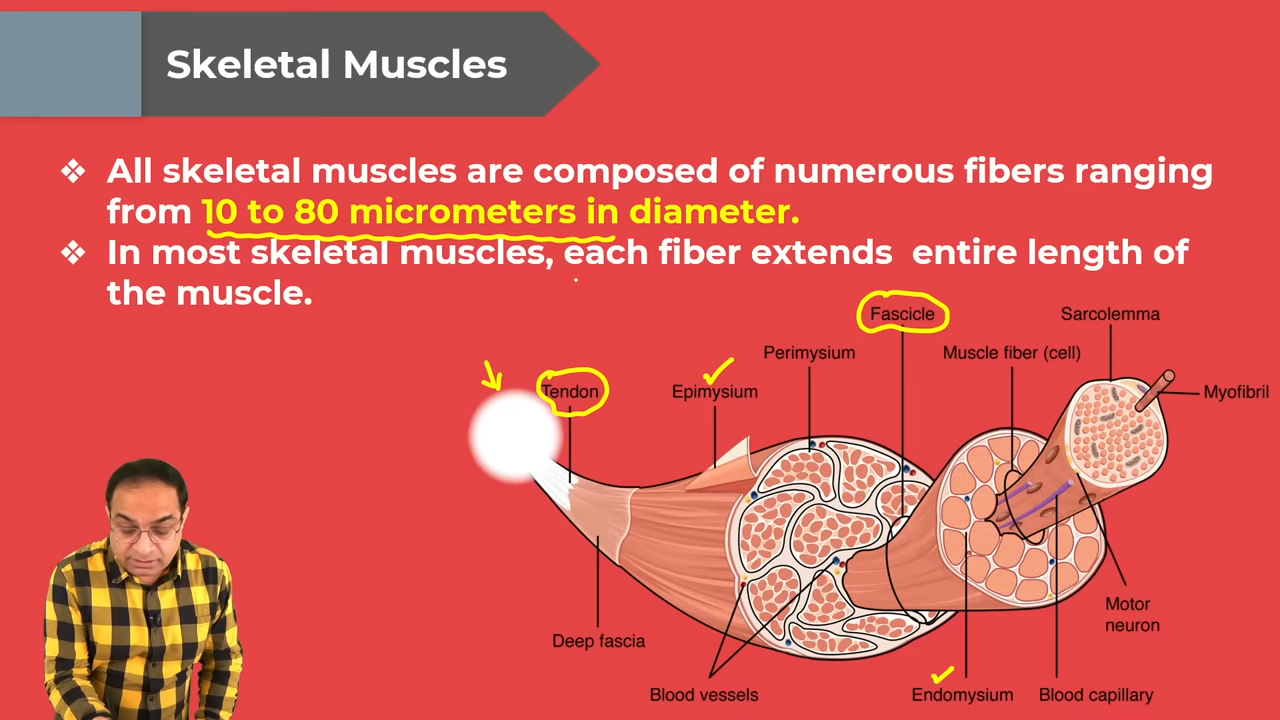 Skeletal Muscles
❖ All skeletal muscles are composed of numerous fibers ranging
from 10 to 80 micrometers in diameter.
❖ In most skeletal muscles, each fiber extends  entire length of
the muscle.
Fascicle
Sarcolemma
Perimysium
Muscle fiber (cell)
Tendon
Epimysium
Myofibril
Motor
neuron
Deep fascia
Blood vessels
Endomysium
Blood capillary